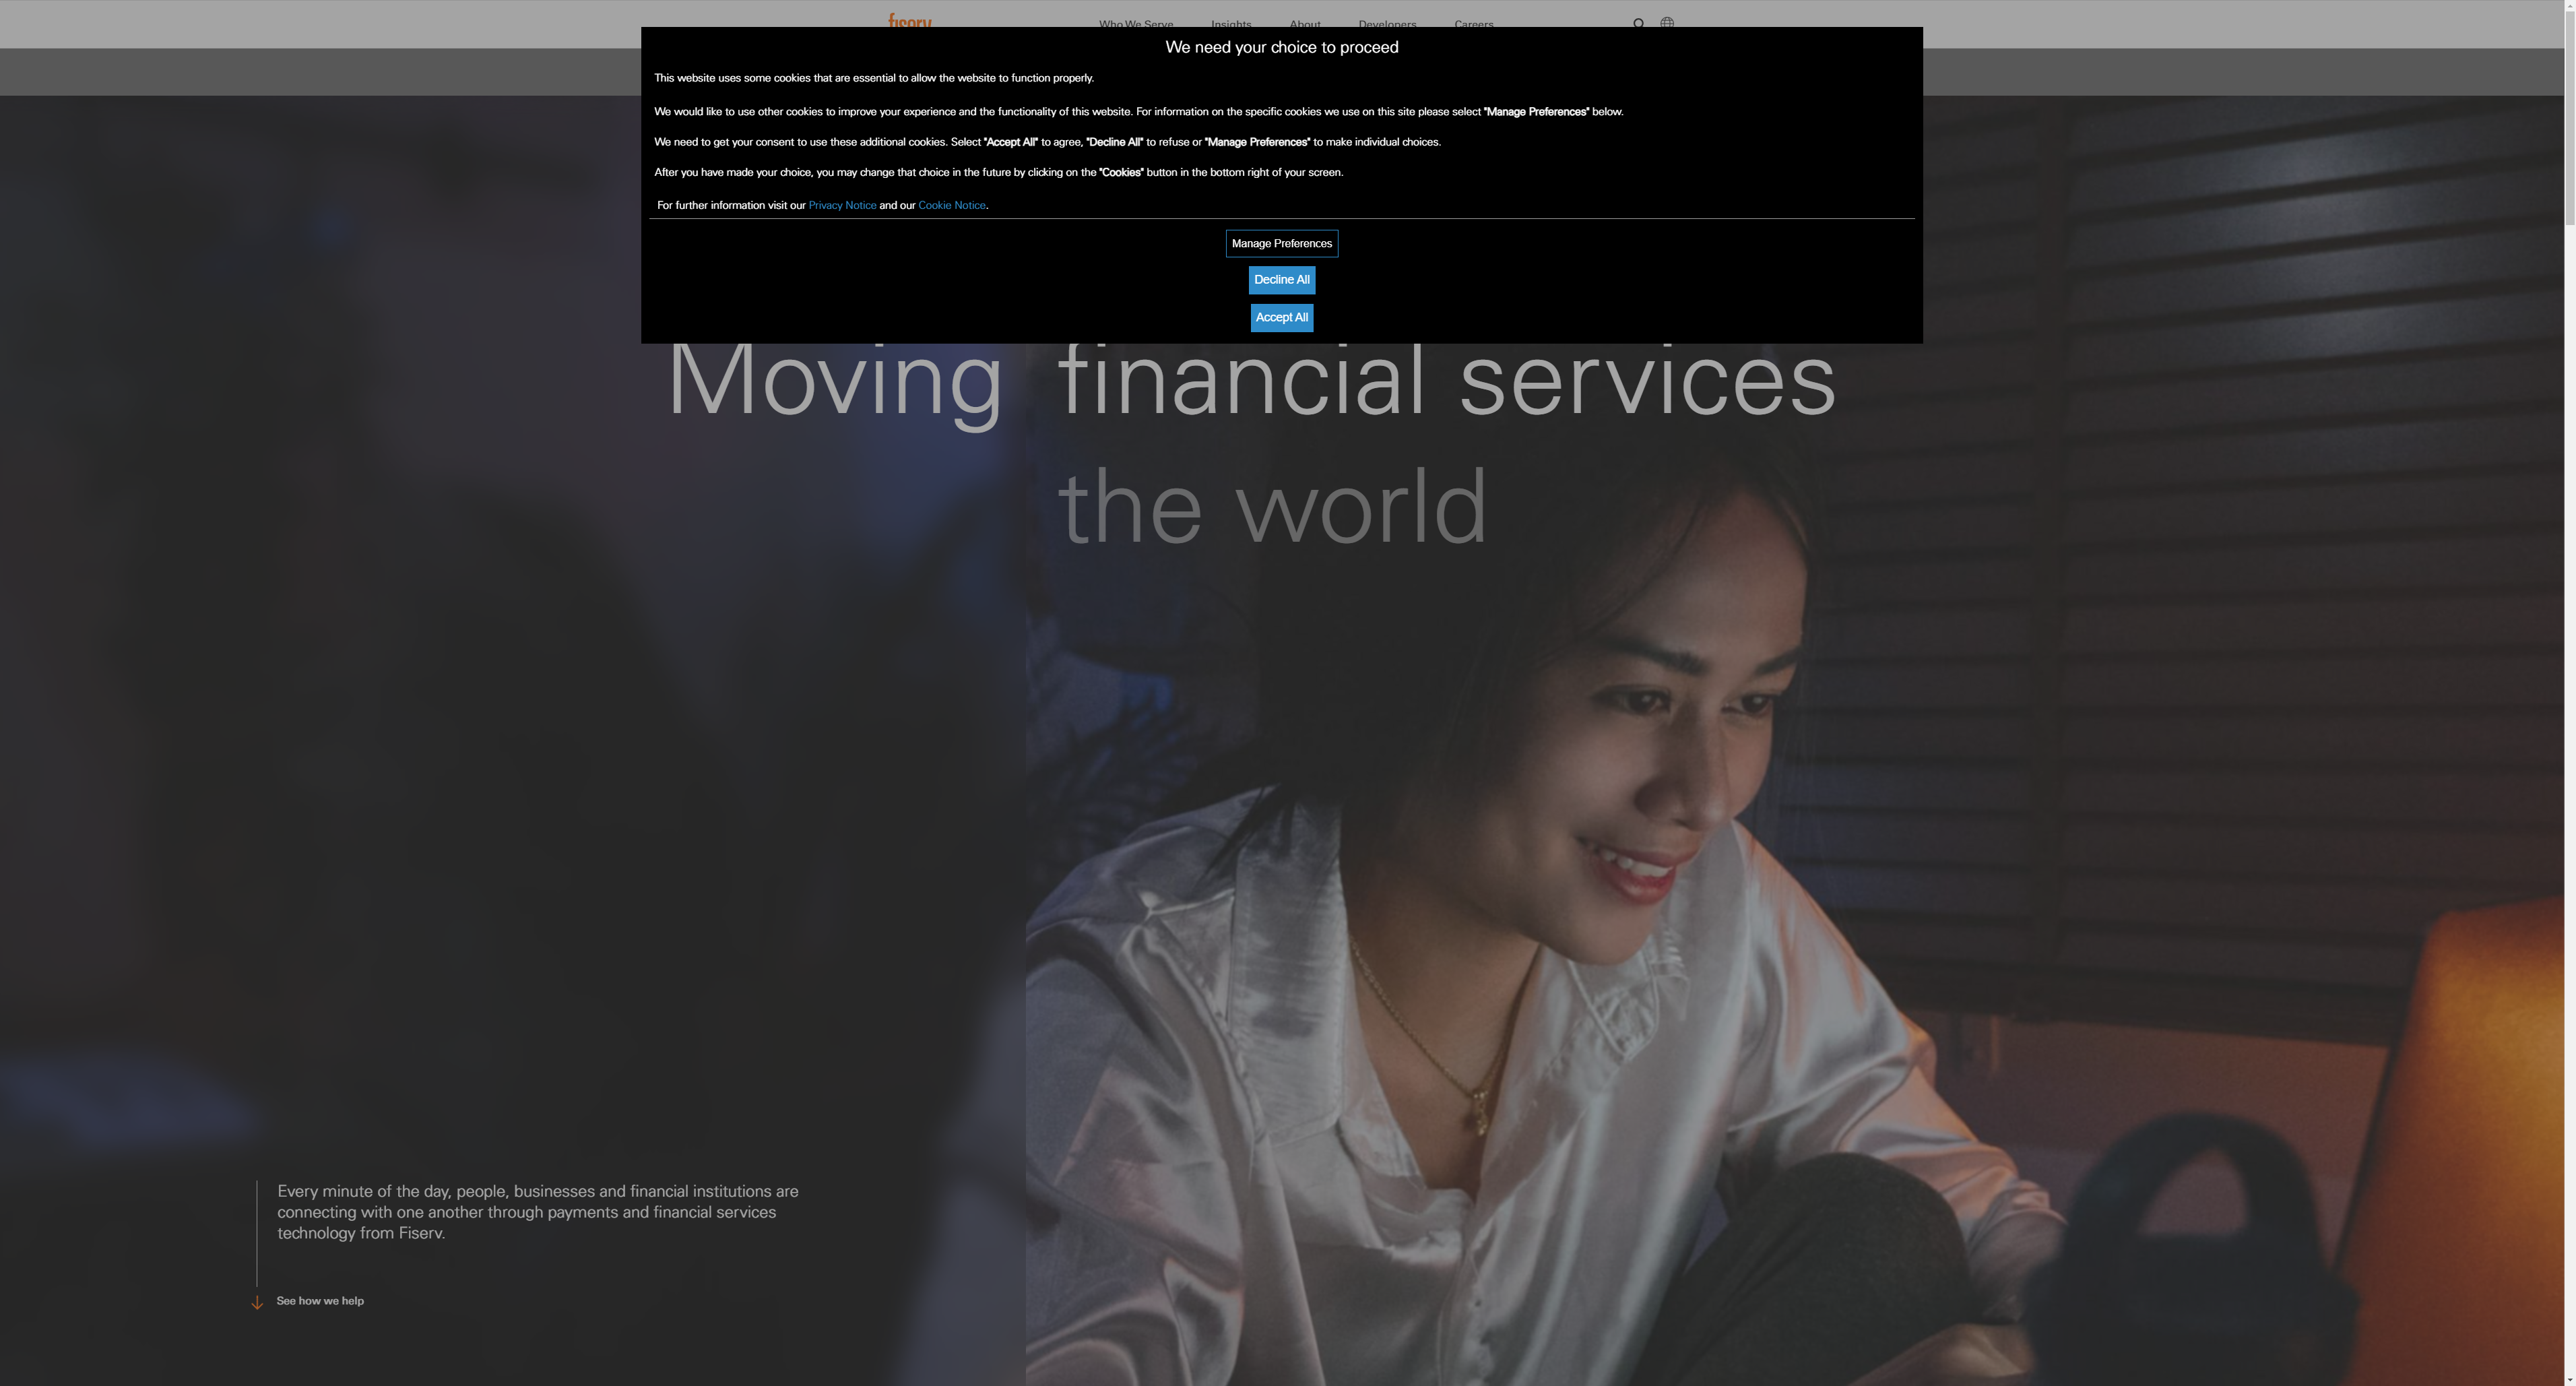 fiserv
Who We Serve Insights About Developers Careers
We need your choice to proceed
This website uses some cookies that are essential to allow the website to function properly.
We would like to use other cookies to improve your experience and the functionality of this website. For information on the specific cookies we use on this site please select "Manage Preferences" below.
We need to get your consent to use these additional cookies. Select "Accept All" to agree, "Decline All" to refuse or "Manage Preferences" to make individual choices.
After you have made your choice, you may change that choice in the future by clicking on the "Cookies" button in the bottom right of your screen.
For further information visit our Privacy Notice and our Cookie Notice.
Manage Preferences
Decline All
Accept All
Moving financial services
the world
Every minute of the day, people, businesses and financial institutions are
connecting with one another through payments and financial services
technology from Fiserv.
See how we help